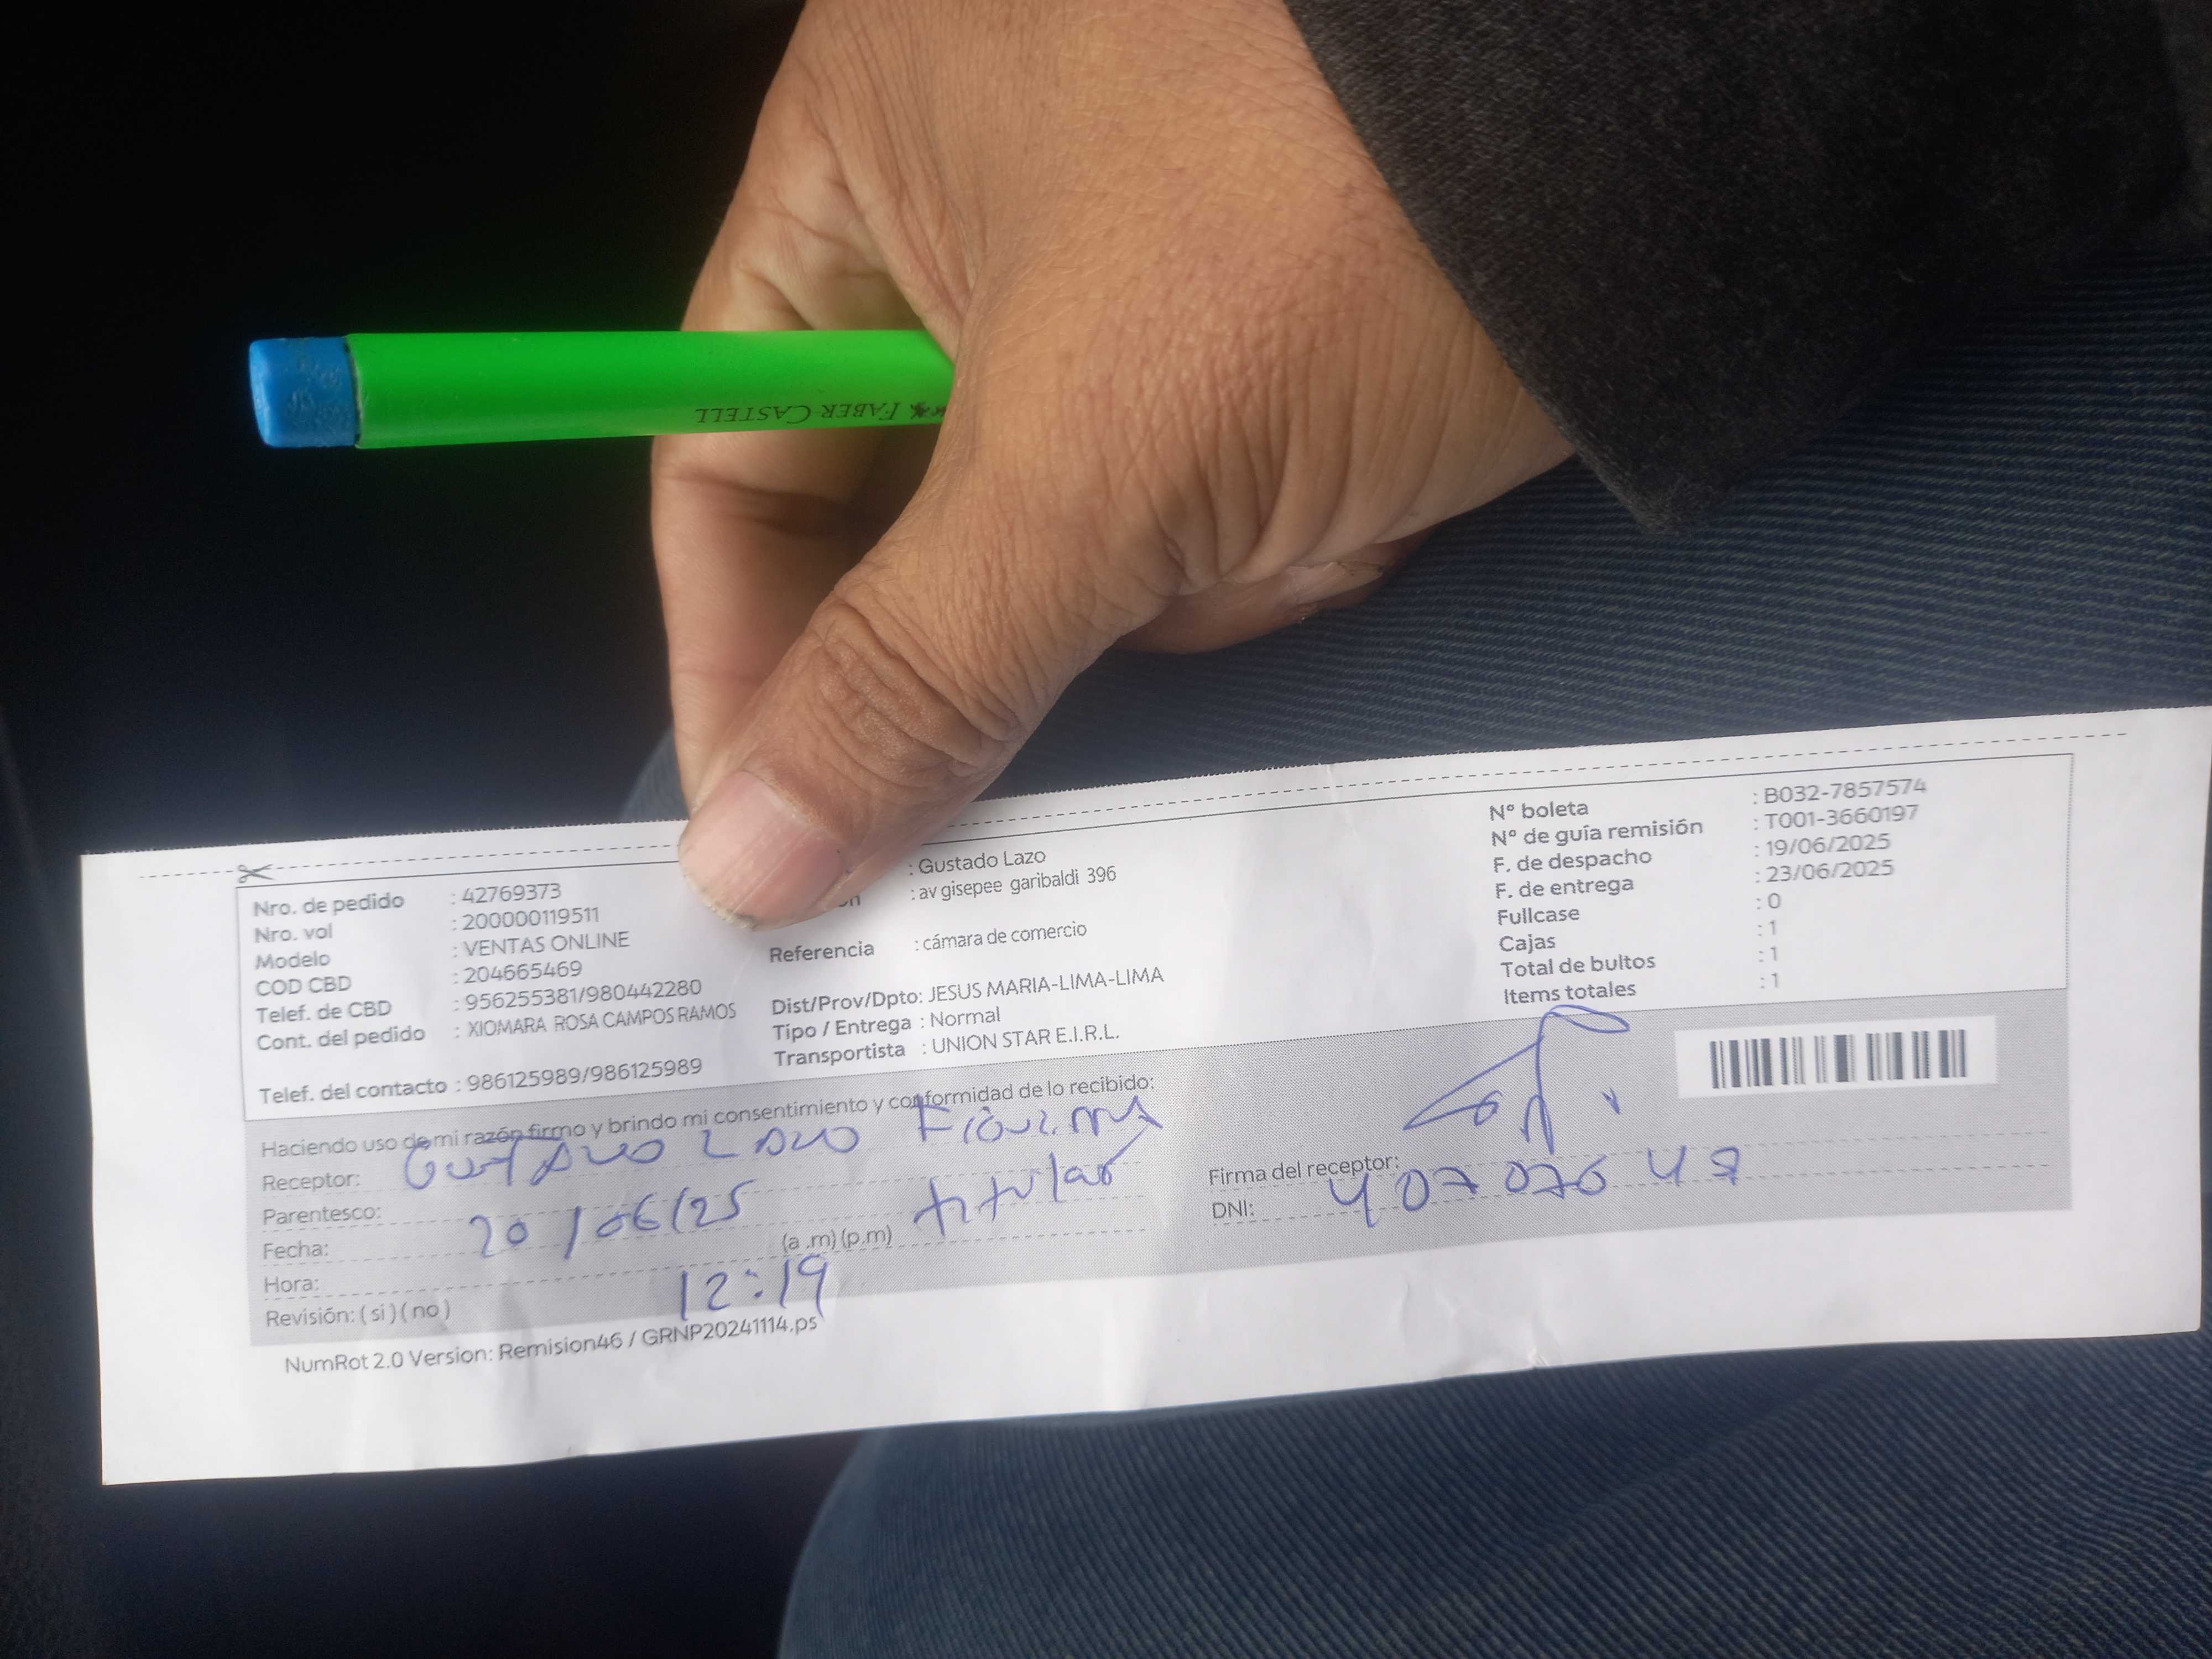 FABER-CASTELL
Nro. de pedido : 42769373
Nro. vol : 200000119511
Modelo : VENTAS ONLINE
COD CBD : 204665469
Telef. de CBD : 956255381/980442280
Cont. del pedido : XIOMARA ROSA CAMPOS RAMOS
Telef. del contacto : 986125989/986125989
: Gustado Lazo
: av gisepee garibaldi 396
Referencia : cámara de comercio
Dist/Prov/Dpto: JESUS MARIA-LIMA-LIMA
Tipo / Entrega : Normal
Transportista : UNION STAR E.I.R.L.
N° boleta : B032-7857574
N° de guía remisión : T001-3660197
F. de despacho : 19/06/2025
F. de entrega : 23/06/2025
Fullcase : 0
Cajas : 1
Total de bultos : 1
Items totales : 1
Haciendo uso de mi razón firmo y brindo mi consentimiento y conformidad de lo recibido:
Receptor: GUSTAVO LAZO
Parentesco: titular
Fecha: 20/06/25
Hora: (a .m) (p.m)
12:19
Revisión: ( si ) ( no )
Firma del receptor:
DNI: 40707647
NumRot 2.0 Version: Remision46 / GRNP20241114.ps